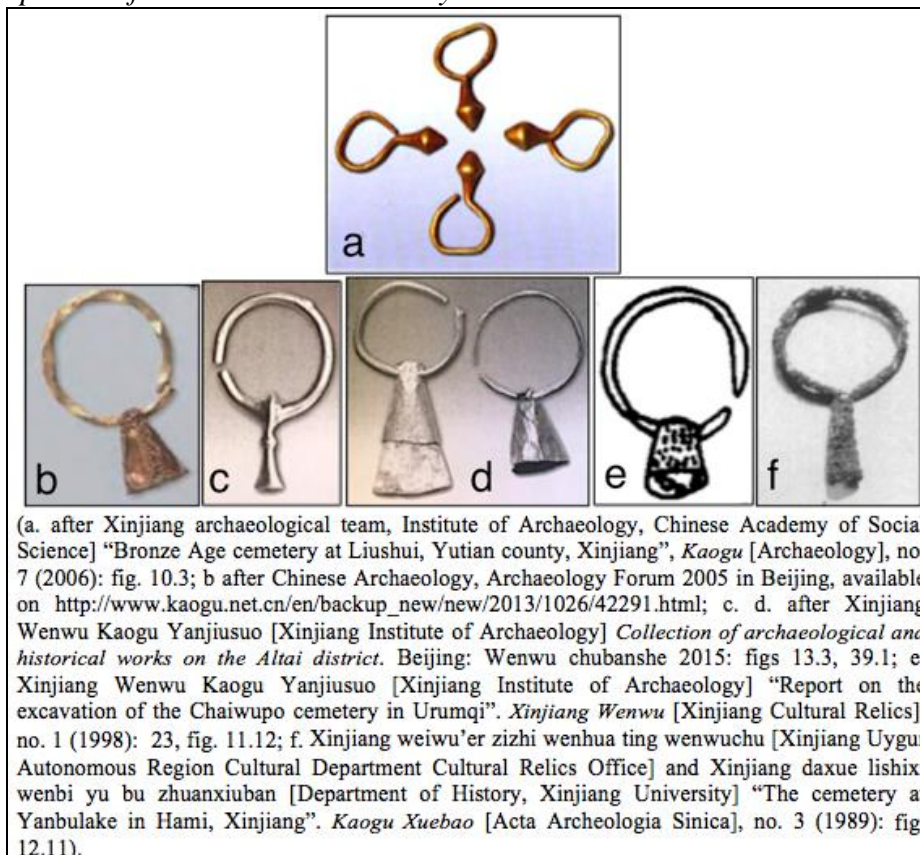 a
b c d e f
(a. after Xinjiang archaeological team, Institute of Archaeology, Chinese Academy of Socia
Science] “Bronze Age cemetery at Liushui, Yutian county, Xinjiang”, Kaogu [Archaeology], no
7 (2006): fig. 10.3; b after Chinese Archaeology, Archaeology Forum 2005 in Beijing, available
on http://www.kaogu.net.cn/en/backup_new/new/2013/1026/42291.html; c. d. after Xinjiang
Wenwu Kaogu Yanjiusuo [Xinjiang Institute of Archaeology] Collection of archaeological and
historical works on the Altai district. Beijing: Wenwu chubanshe 2015: figs 13.3, 39.1; e
Xinjiang Wenwu Kaogu Yanjiusuo [Xinjiang Institute of Archaeology] “Report on the
excavation of the Chaiwupo cemetery in Urumqi”. Xinjiang Wenwu [Xinjiang Cultural Relics]
no. 1 (1998): 23, fig. 11.12; f. Xinjiang weiwu’er zizhi wenhua ting wenwuchu [Xinjiang Uygu
Autonomous Region Cultural Department Cultural Relics Office] and Xinjiang daxue lishixi
wenbi yu bu zhuanxiuban [Department of History, Xinjiang University] “The cemetery a
Yanbulake in Hami, Xinjiang”. Kaogu Xuebao [Acta Archeologia Sinica], no. 3 (1989): fig
12.11).